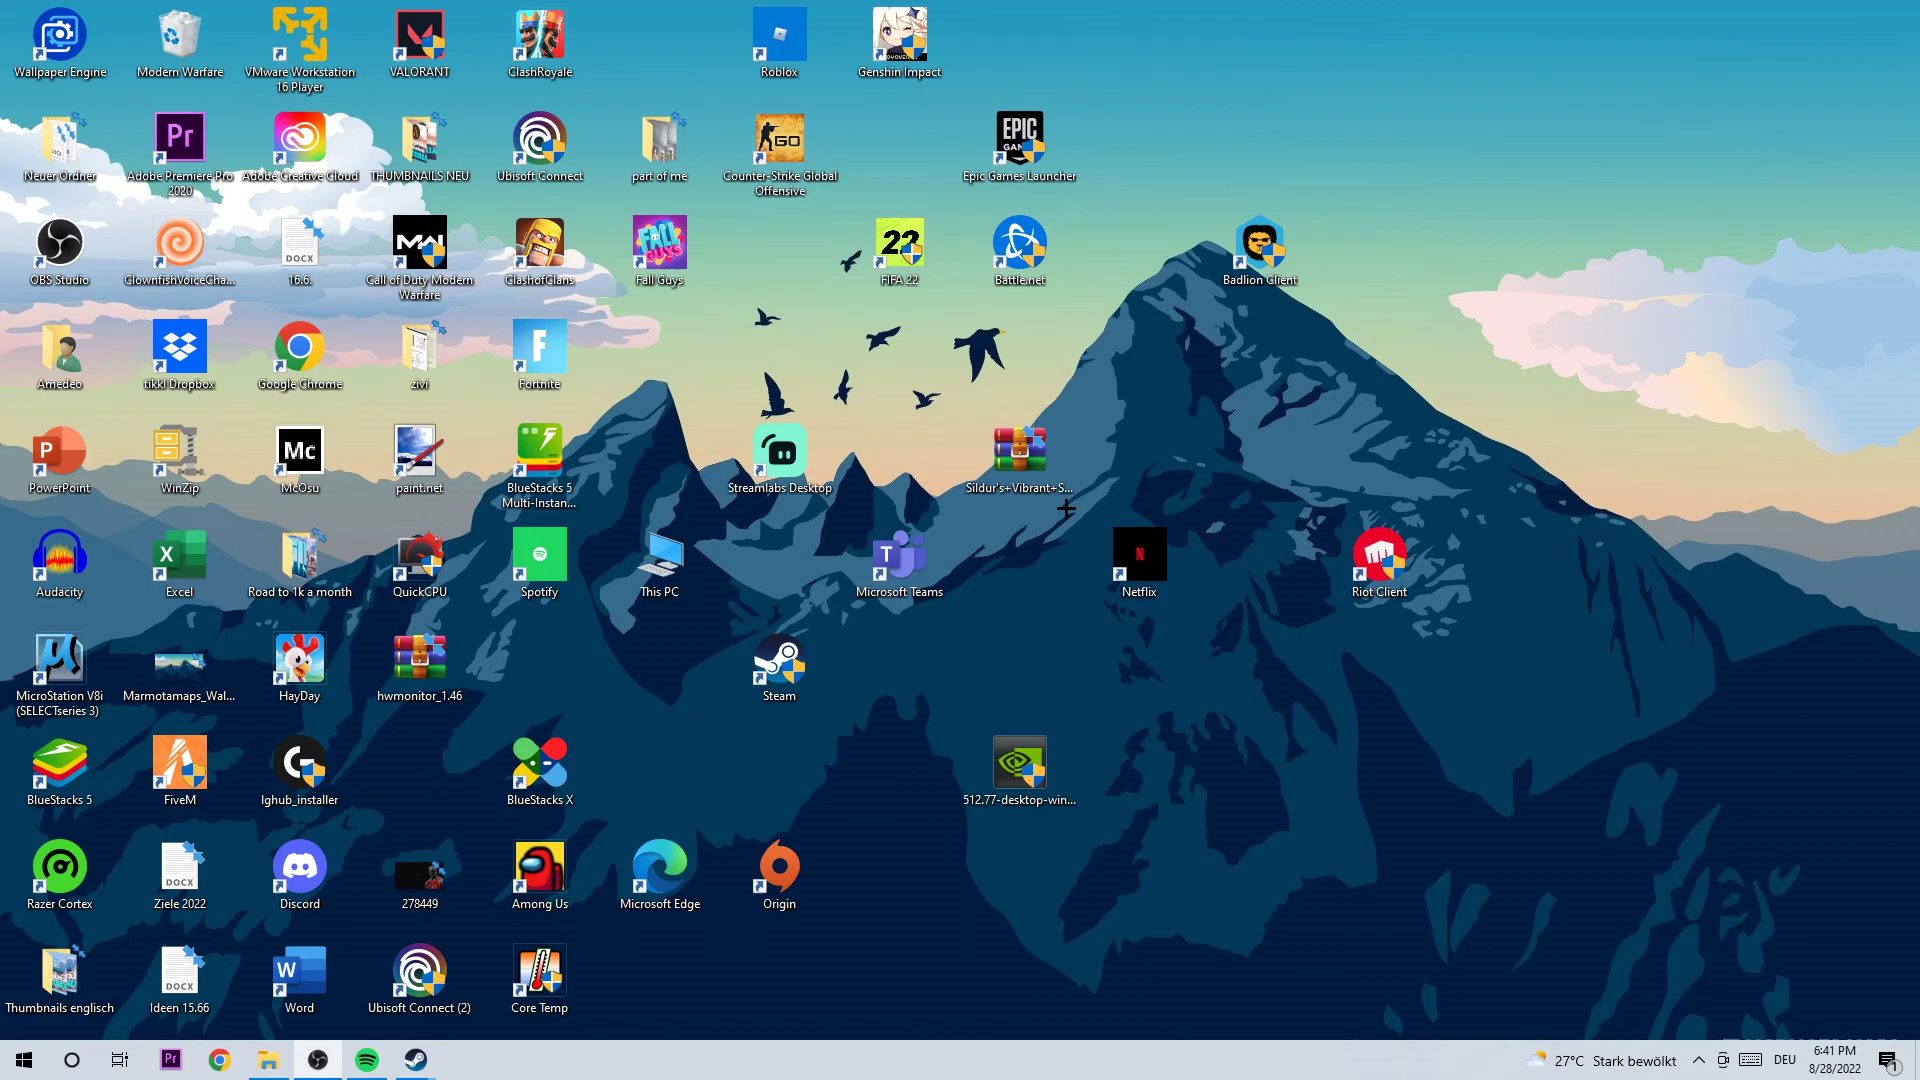 Wallpaper Engine
Modern Warfare
VMware Workstation
16 Player
VALORANT
ClashRoyale
Roblox
Genshin Impact
Neuer Ordner
Adobe Premiere Pro
2020
Adobe Creative Cloud
THUMBNAILS NEU
Ubisoft Connect
part of me
Counter-Strike Global
Offensive
Epic Games Launcher
OBS Studio
ClownfishVoiceCha...
16.6.
Call of Duty Modern
Warfare
ClashofClans
Fall Guys
FIFA 22
Battle.net
Badlion Client
Amedeo
tikkl Dropbox
Google Chrome
zivi
Fortnite
PowerPoint
WinZip
McOsu
paint.net
BlueStacks 5
Multi-Instan...
Streamlabs Desktop
Sildur's+Vibrant+S...
Audacity
Excel
Road to 1k a month
QuickCPU
Spotify
This PC
Microsoft Teams
Netflix
Riot Client
MicroStation V8i
(SELECTseries 3)
Marmotamaps_Wal...
HayDay
hwmonitor_1.46
Steam
BlueStacks 5
FiveM
lghub_installer
BlueStacks X
512.77-desktop-win...
Razer Cortex
Ziele 2022
Discord
278449
Among Us
Microsoft Edge
Origin
Thumbnails englisch
Ideen 15.66
Word
Ubisoft Connect (2)
Core Temp
27°C Stark bewölkt
DEU
6:41 PM
8/28/2022
1